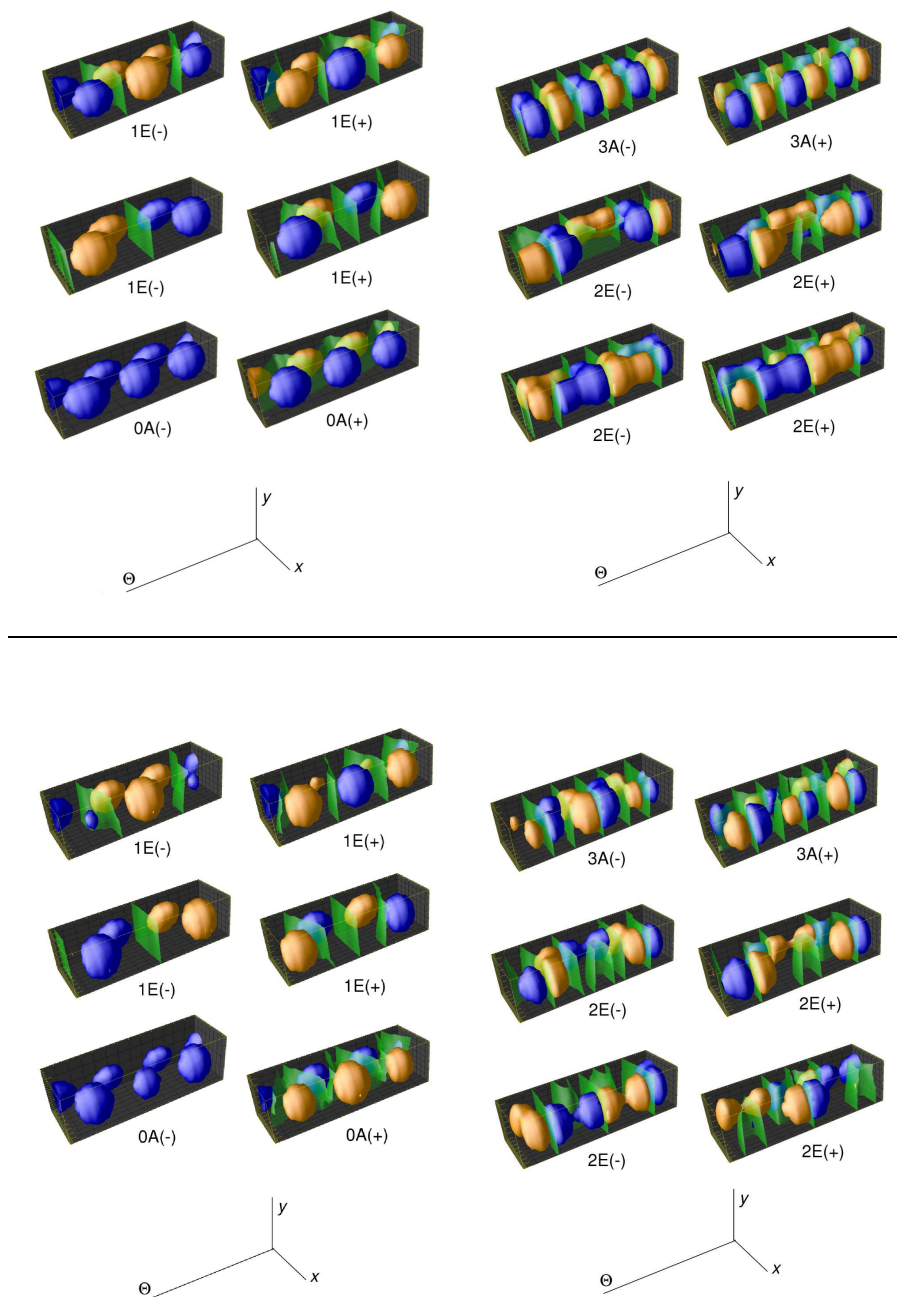 1E(-) 1E(+) 3A(-) 3A(+)
1E(-) 1E(+) 2E(-) 2E(+)
0A(-) 0A(+) 2E(-) 2E(+)
y y
x x
Θ Θ
1E(-) 1E(+) 3A(-) 3A(+)
1E(-) 1E(+) 2E(-) 2E(+)
0A(-) 0A(+) 2E(-) 2E(+)
y y
x x
Θ Θ